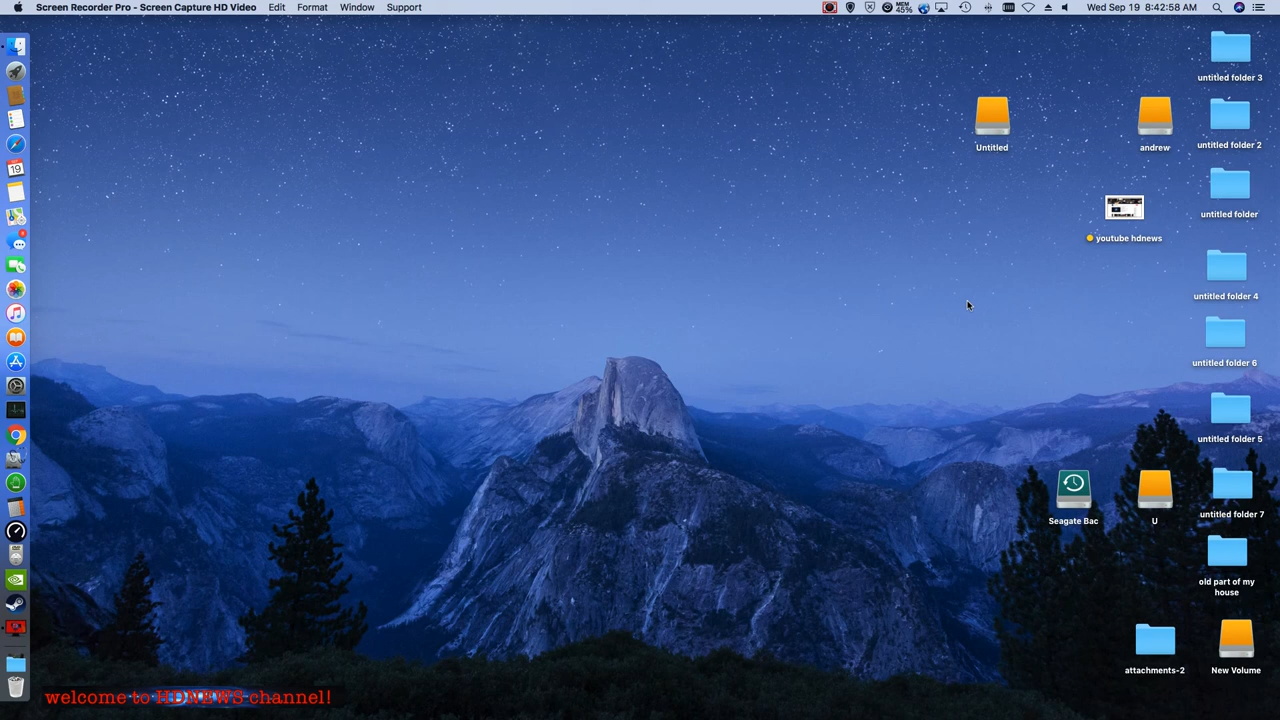 Screen Recorder Pro - Screen Capture HD Video Edit Format Window Support MEM 45% Wed Sep 19 8:42:58 AM
untitled folder 3
Untitled
andrew
untitled folder 2
19
untitled folder
youtube hdnews
untitled folder 4
untitled folder 6
untitled folder 5
Seagate Bac
U
untitled folder 7
old part of my
house
attachments-2
New Volume
welcome to HDNEWS channel!